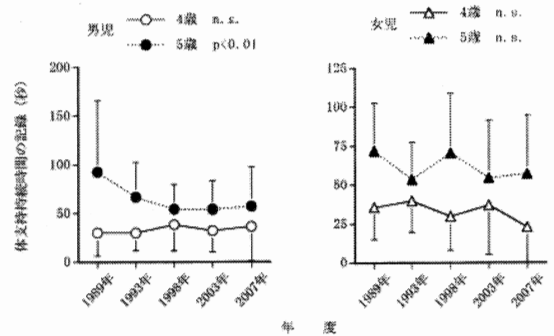 男児 4歳 n.s.
5歳 p<0.01
女児 4歳 n.s.
5歳 n.s.
体支持持続時間の記録（秒）
200
150
100
50
0
1989年 1993年 1998年 2003年 2007年
125
100
75
50
25
0
1989年 1993年 1998年 2003年 2007年
年 度